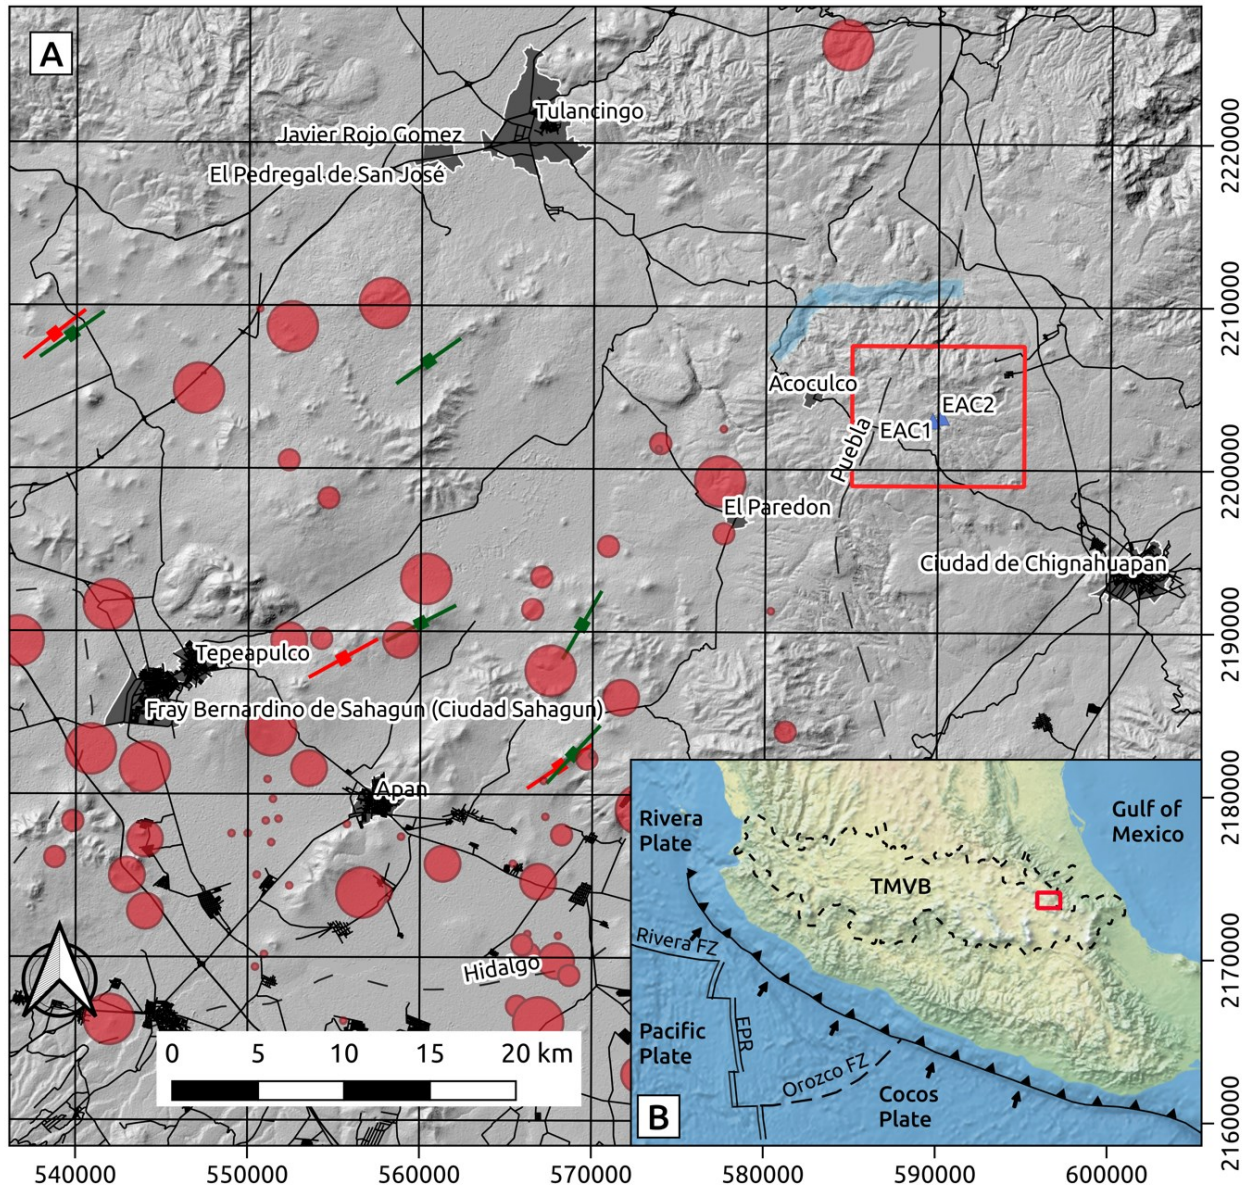 A
Tulancingo
Javier Rojo Gomez
El Pedregal de San José
Acoculco
EAC2
EAC1
Puebla
El Paredon
Ciudad de Chignahuapan
Tepeapulco
Fray Bernardino de Sahagun (Ciudad Sahagun)
Apan
Hidalgo
0 5 10 15 20 km
Rivera
Plate
Gulf of
Mexico
TMVB
Rivera FZ
EPR
Pacific
Plate
Orozco FZ
Cocos
Plate
B
2220000
2210000
2200000
2190000
2180000
2170000
2160000
540000 550000 560000 570000 580000 590000 600000